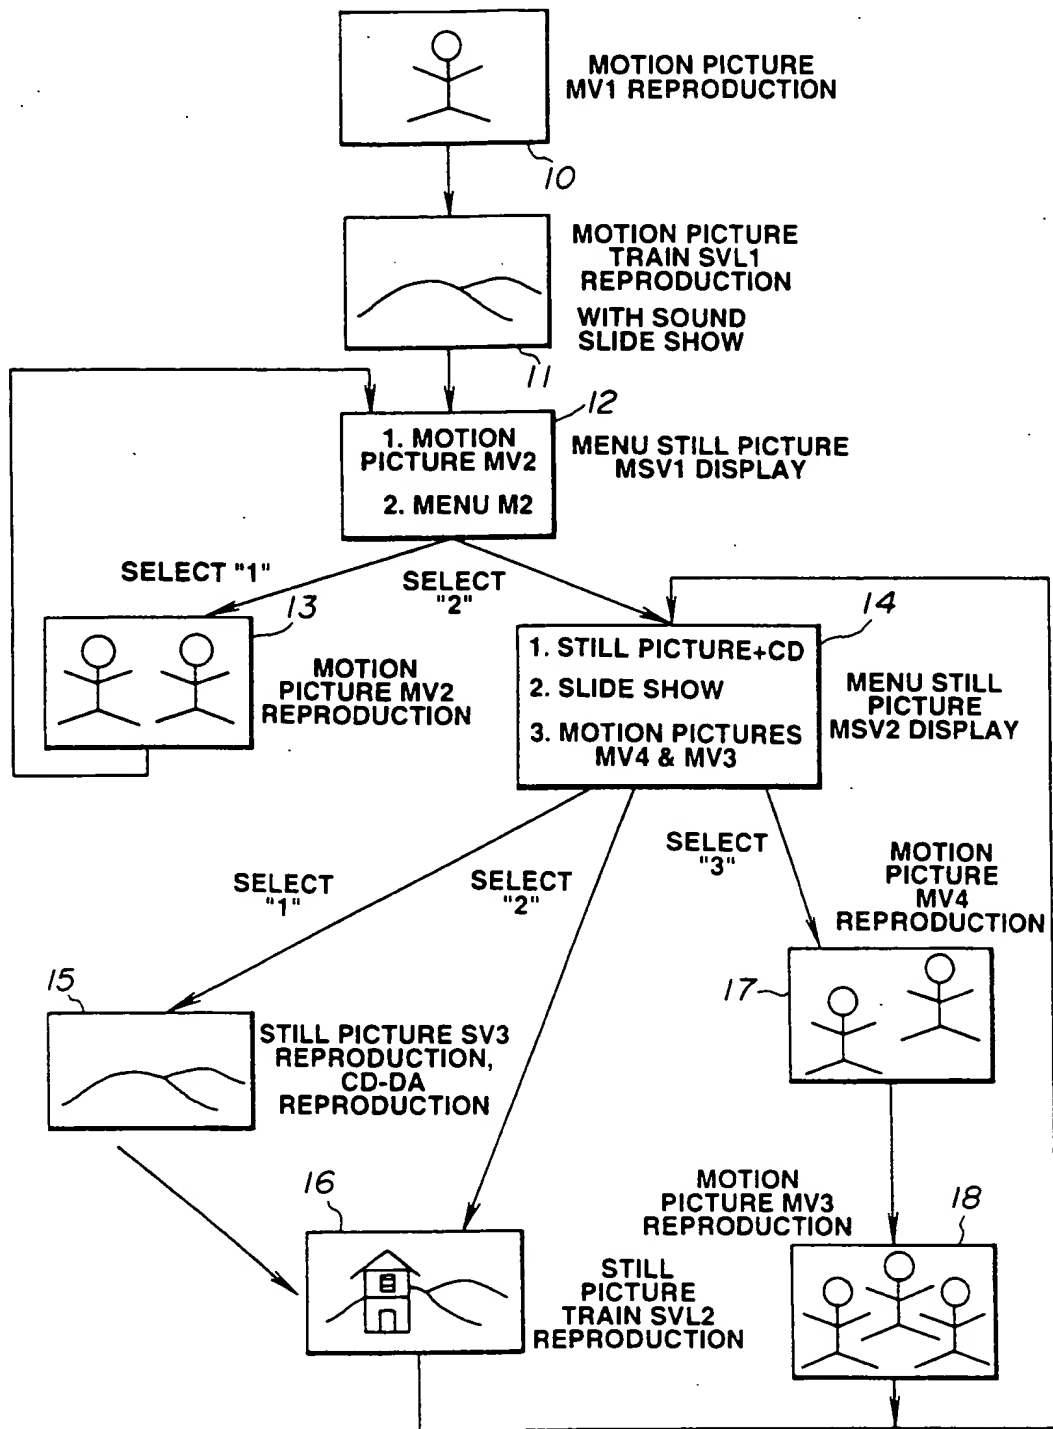 MOTION PICTURE
MV1 REPRODUCTION
10
MOTION PICTURE
TRAIN SVL1
REPRODUCTION
WITH SOUND
SLIDE SHOW
11
12
1. MOTION
PICTURE MV2
2. MENU M2
MENU STILL PICTURE
MSV1 DISPLAY
SELECT "1"
SELECT
"2"
13
MOTION
PICTURE MV2
REPRODUCTION
14
1. STILL PICTURE+CD
2. SLIDE SHOW
3. MOTION PICTURES
MV4 & MV3
MENU STILL
PICTURE
MSV2 DISPLAY
SELECT
"1"
SELECT
"2"
SELECT
"3"
MOTION
PICTURE
MV4
REPRODUCTION
15
STILL PICTURE SV3
REPRODUCTION,
CD-DA
REPRODUCTION
17
16
STILL
PICTURE
TRAIN SVL2
REPRODUCTION
MOTION
PICTURE MV3
REPRODUCTION
18